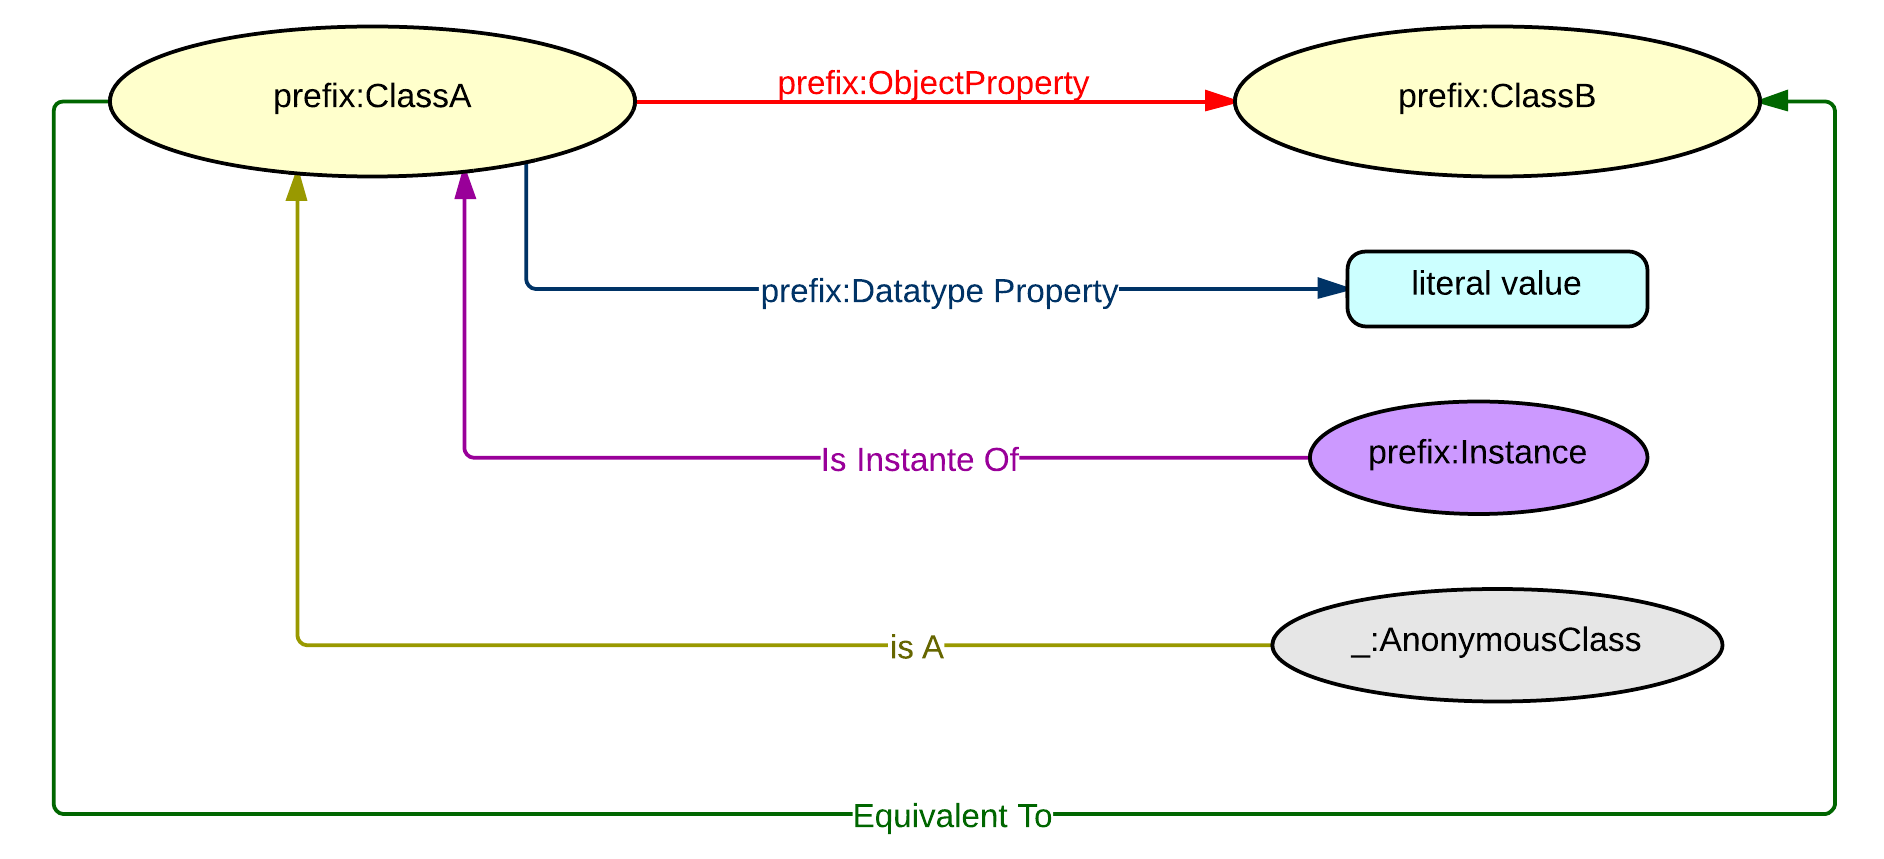 prefix:ClassA
prefix:ObjectProperty
prefix:ClassB
prefix:Datatype Property
literal value
Is Instante Of
prefix:Instance
is A
_:AnonymousClass
Equivalent To